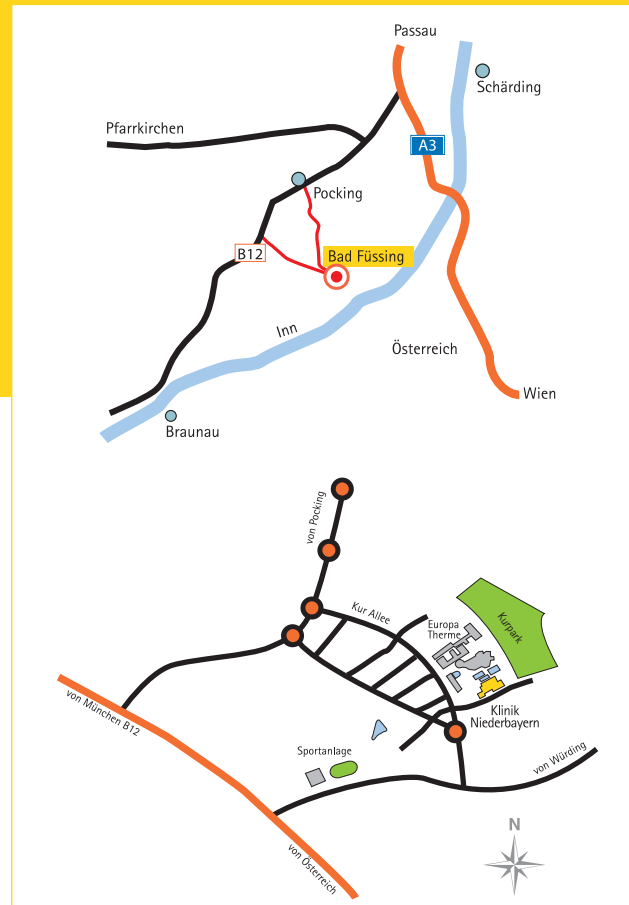 Passau
Schärding
Pfarrkirchen
A3
Pocking
B12
Bad Füssing
Inn
Österreich
Wien
Braunau
von Pocking
Kur Allee
Europa
Therme
Kurpark
Klinik
Niederbayern
von München B12
Sportanlage
von Würding
von Österreich
N